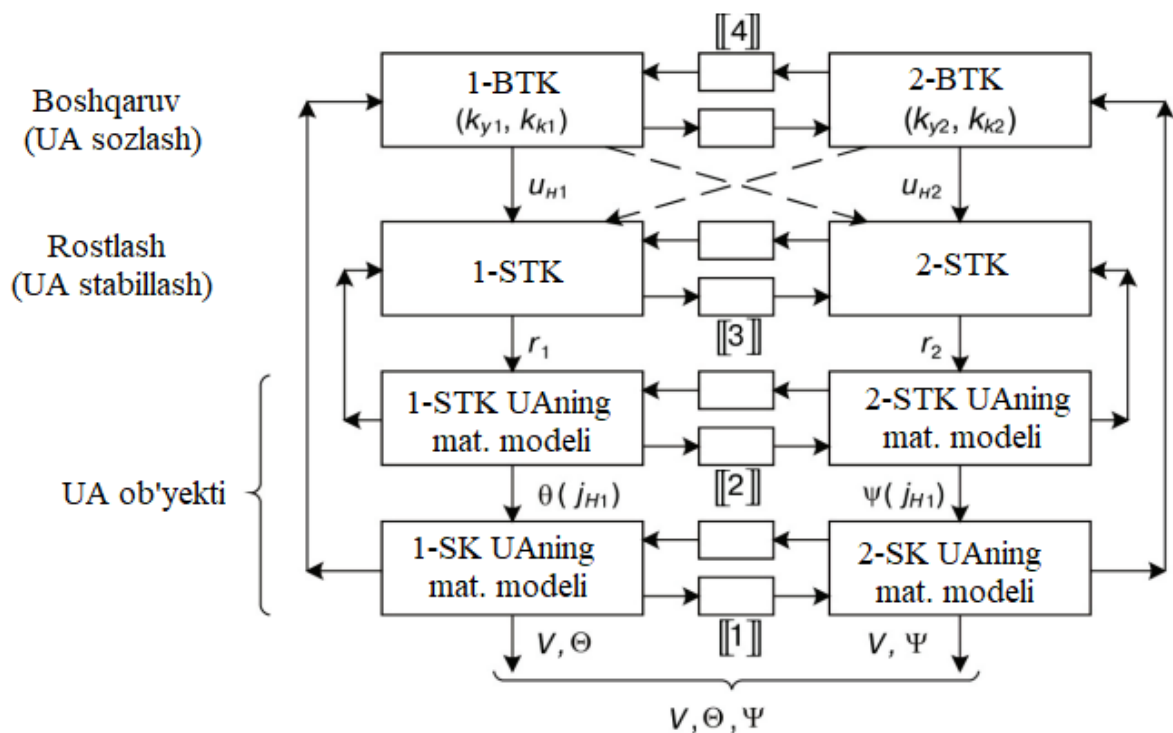 [[4]]
Boshqaruv
(UA sozlash)
1-BTK
(k_y1, k_k1)
2-BTK
(k_y2, k_k2)
u_H1
u_H2
Rostlash
(UA stabillash)
1-STK
2-STK
[[3]]
r_1
r_2
UA ob'yekti
1-STK UAning
mat. modeli
2-STK UAning
mat. modeli
[[2]]
θ( j_H1)
ψ( j_H1)
1-SK UAning
mat. modeli
2-SK UAning
mat. modeli
[[1]]
V, Θ
V, Ψ
V, Θ, Ψ